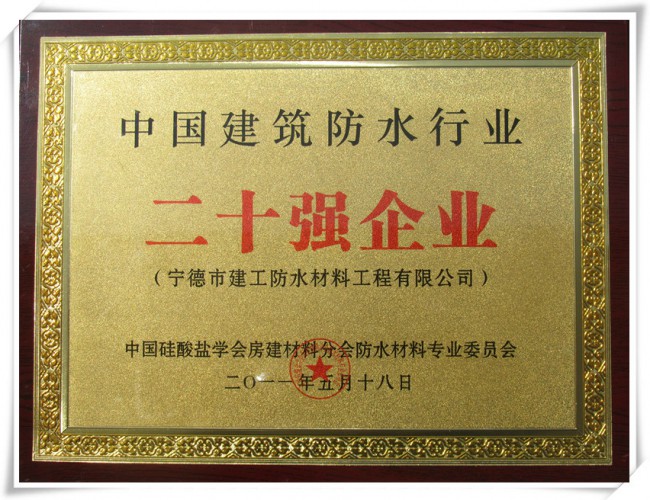 中国建筑防水行业
二十强企业
（宁德市建工防水材料工程有限公司）
中国硅酸盐学会房建材料分会防水材料专业委员会
二〇一一年五月十八日